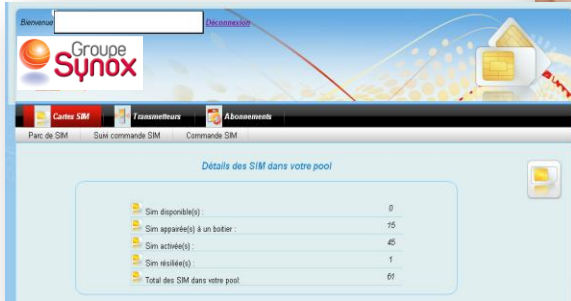 Bienvenue
Déconnexion
Groupe
Synox
Cartes SIM
Transmetteurs
Abonnements
Parc de SIM
Suivi commande SIM
Commande SIM
Détails des SIM dans votre pool
Sim disponible(s) : 0
Sim appairée(s) à un boitier : 15
Sim activée(s) : 45
Sim résiliée(s) : 1
Total des SIM dans votre pool: 61